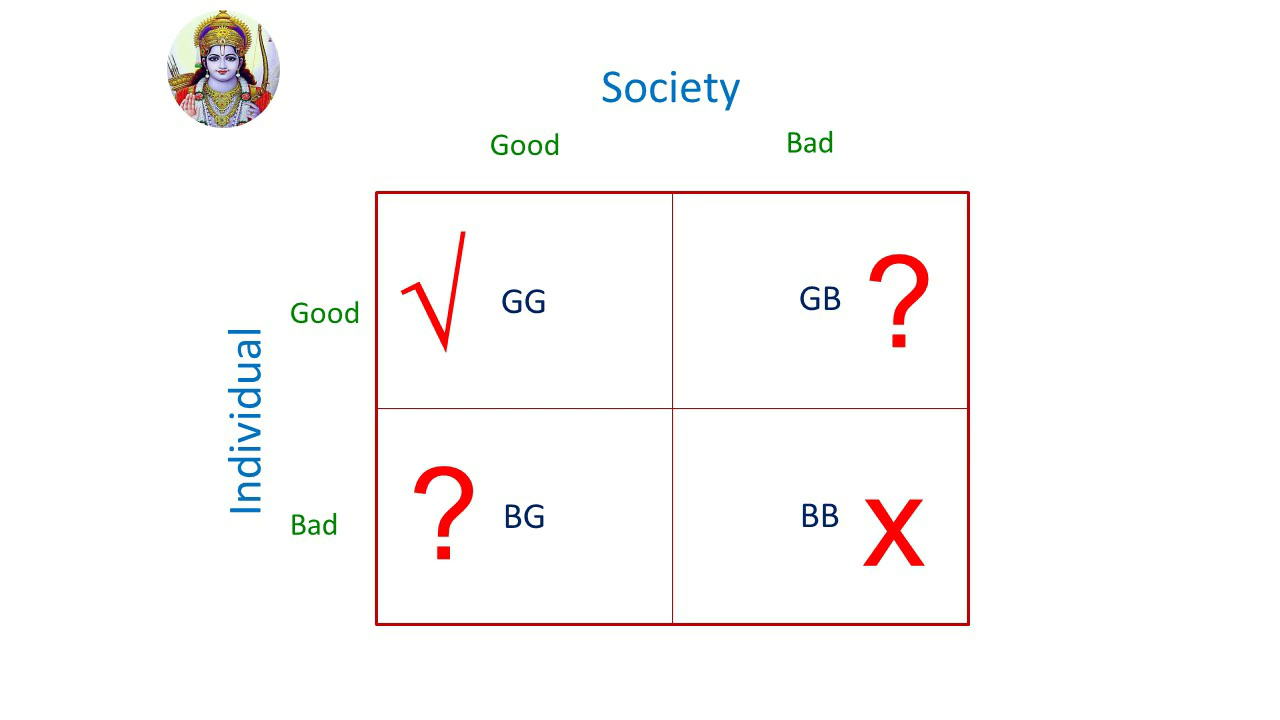 Society
Good Bad
Individual
Good
√ GG
GB ?
Bad
? BG
BB x